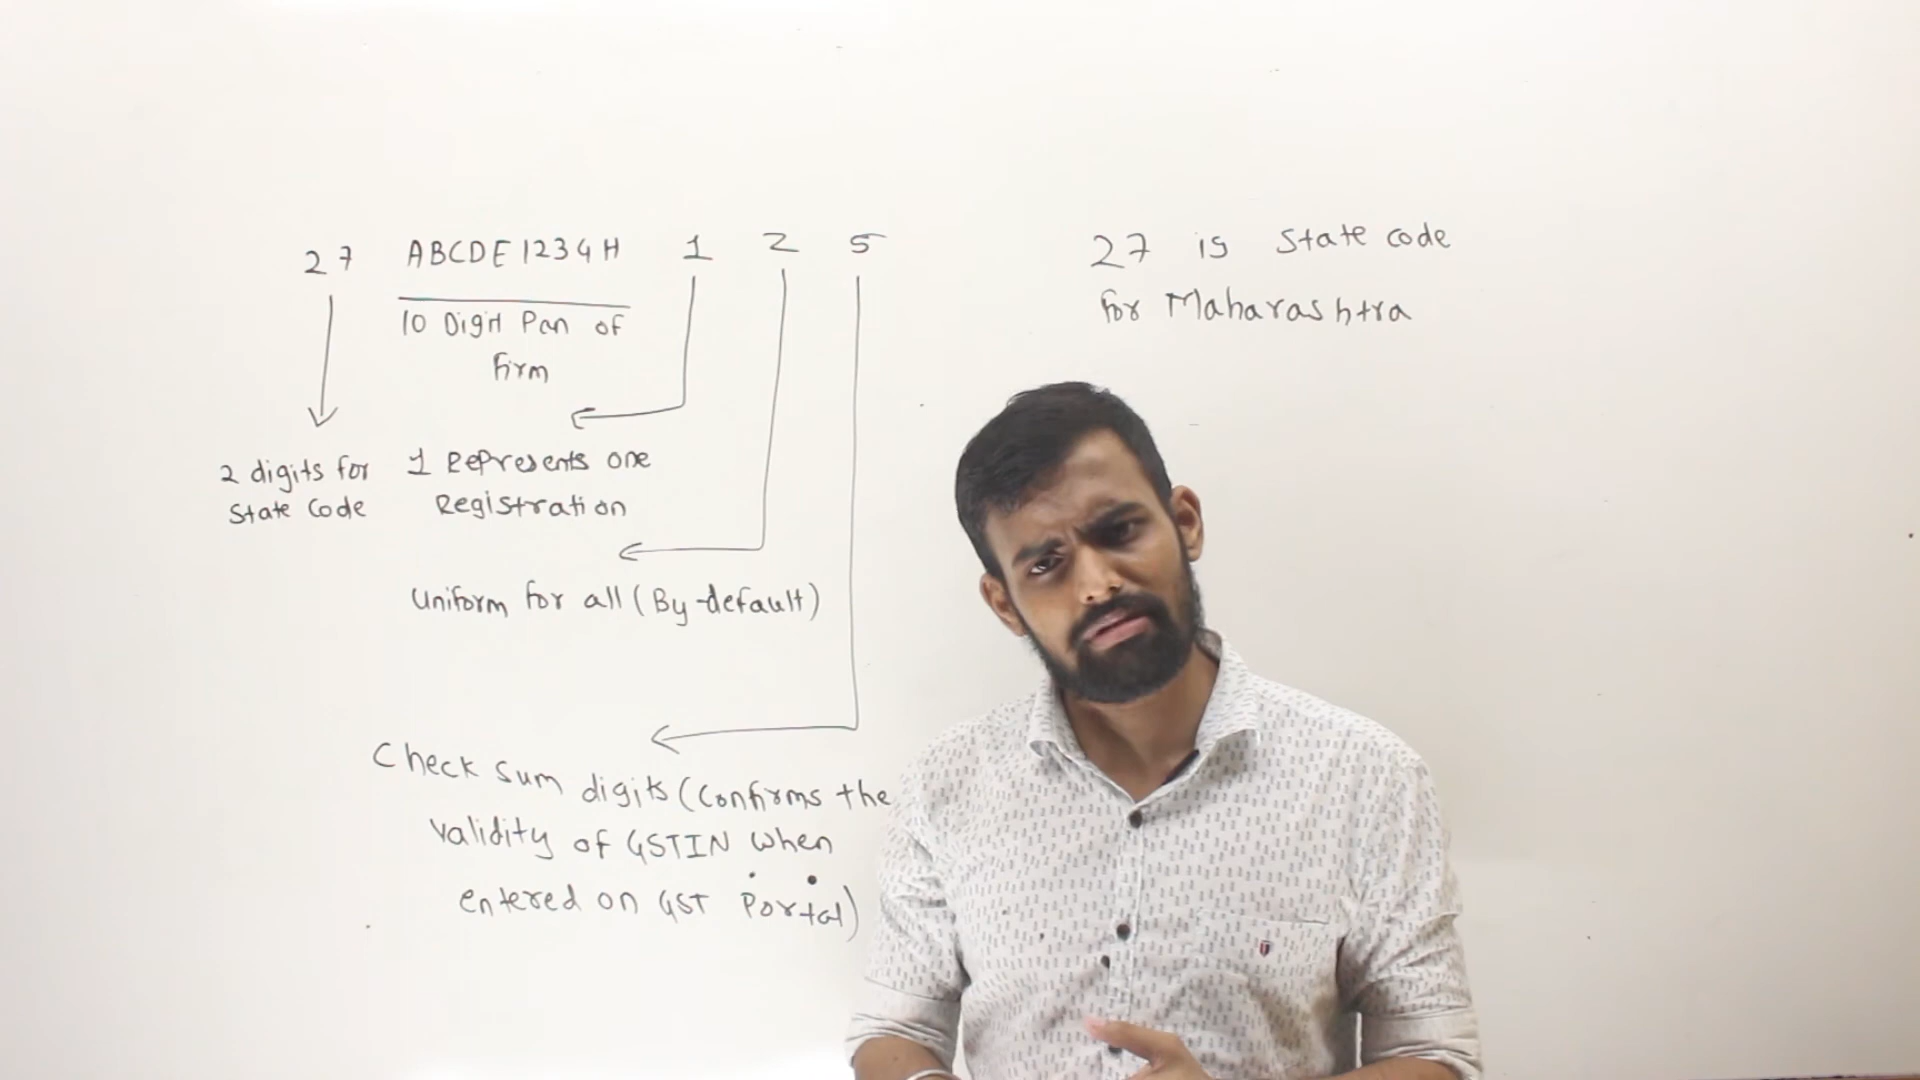 27 ABCDE1234H 1 2 5
10 Digit Pan of
firm
2 digits for
State Code
1 Represents one
Registration
Uniform for all (By-default)
Check sum digits (Confirms the
validity of GSTIN when
entered on GST Portal)
27 is State code
for Maharashtra